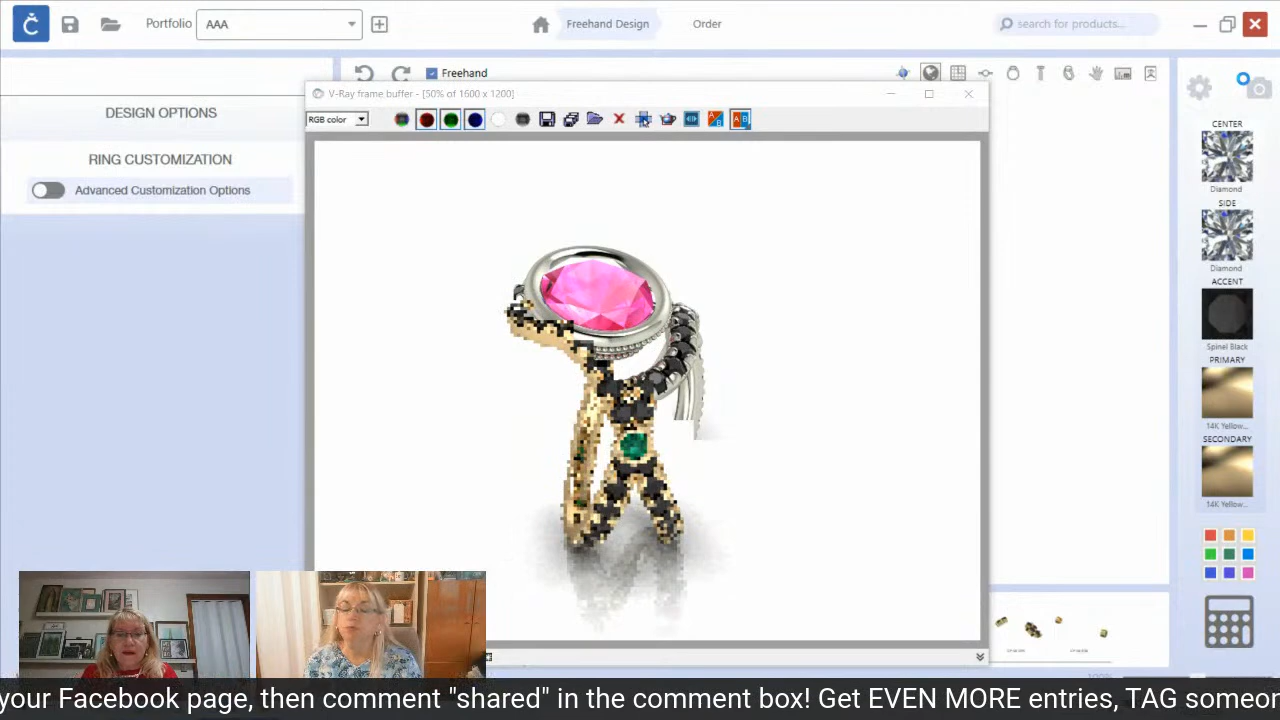 Č
Portfolio
AAA
Freehand Design
Order
search for products...
Freehand
DESIGN OPTIONS
RING CUSTOMIZATION
Advanced Customization Options
V-Ray frame buffer - [50% of 1600 x 1200]
RGB color
CENTER
Diamond
SIDE
Diamond
ACCENT
Spinel Black
PRIMARY
14K Yellow...
SECONDARY
14K Yellow...
100%
your Facebook page, then comment "shared" in the comment box! Get EVEN MORE entries, TAG someon